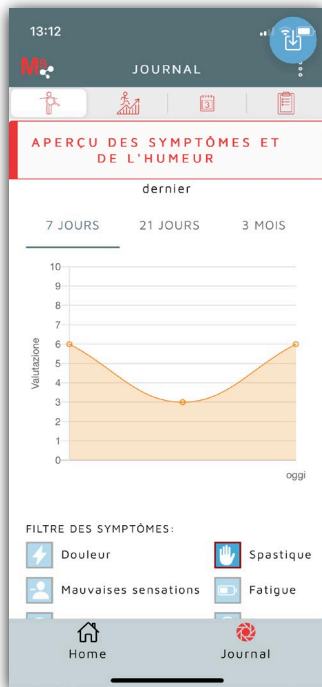 13:12
MS
JOURNAL
3
APERÇU DES SYMPTÔMES ET
DE L'HUMEUR
dernier
7 JOURS 21 JOURS 3 MOIS
10
9
8
7
6
5
4
3
2
1
0
Valutazione
oggi
FILTRE DES SYMPTÔMES:
Douleur Spastique
Mauvaises sensations Fatigue
Home Journal